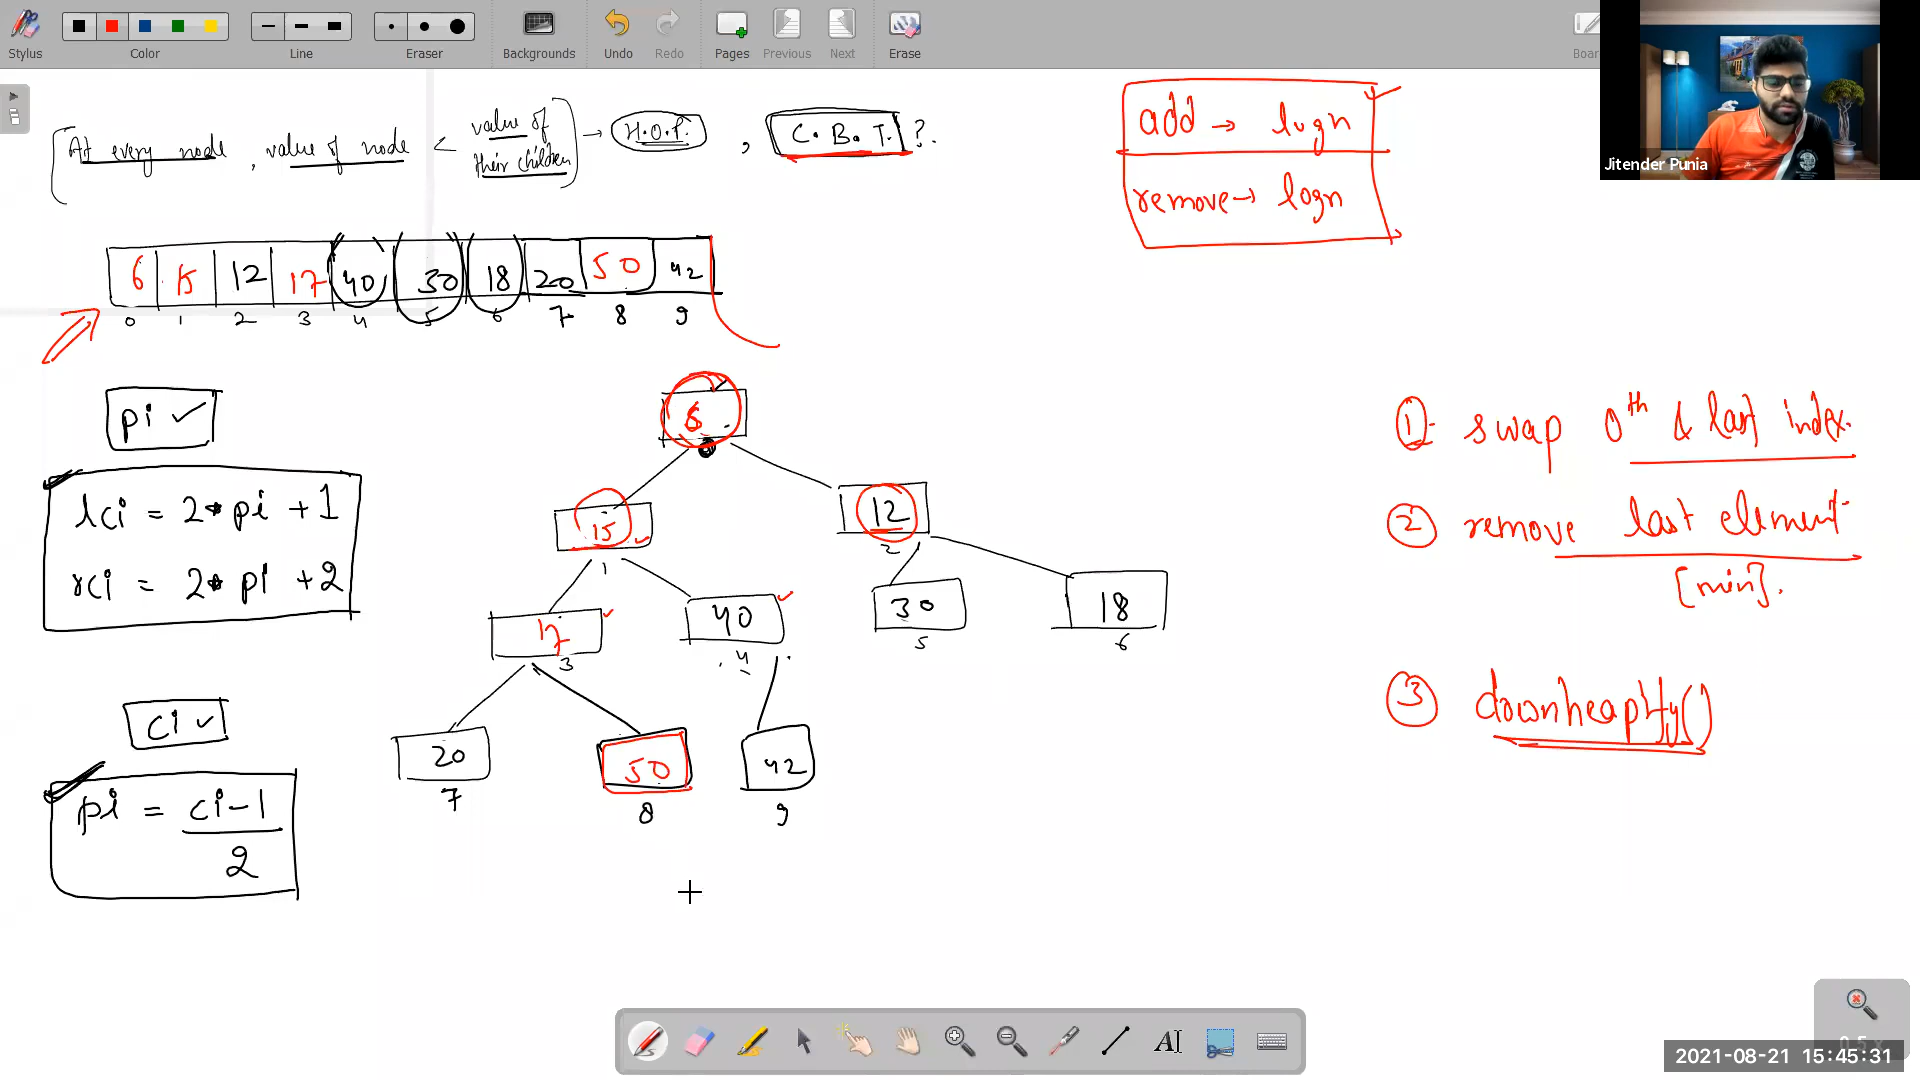 Stylus
Color
Line
Eraser
Backgrounds
Undo
Redo
Pages
Previous
Next
Erase
Boar
Jitender Punia
At every node, value of node < value of their children → H.O.P. , C.B.T. ?.
add → logn
remove → logn
6 15 12 17 40 30 18 20 50 42
0 1 2 3 4 5 6 7 8 9
pi ✓
lci = 2* pi + 1
rci = 2* pi + 2
ci ✓
pi = ci-1
2
6
15
1
12
2
17
3
40
4
30
5
18
6
20
7
50
8
42
9
① swap 0th & last index.
② remove last element
[min].
③ downheapify()
AI
0.5 x
2021-08-21 15:45:31